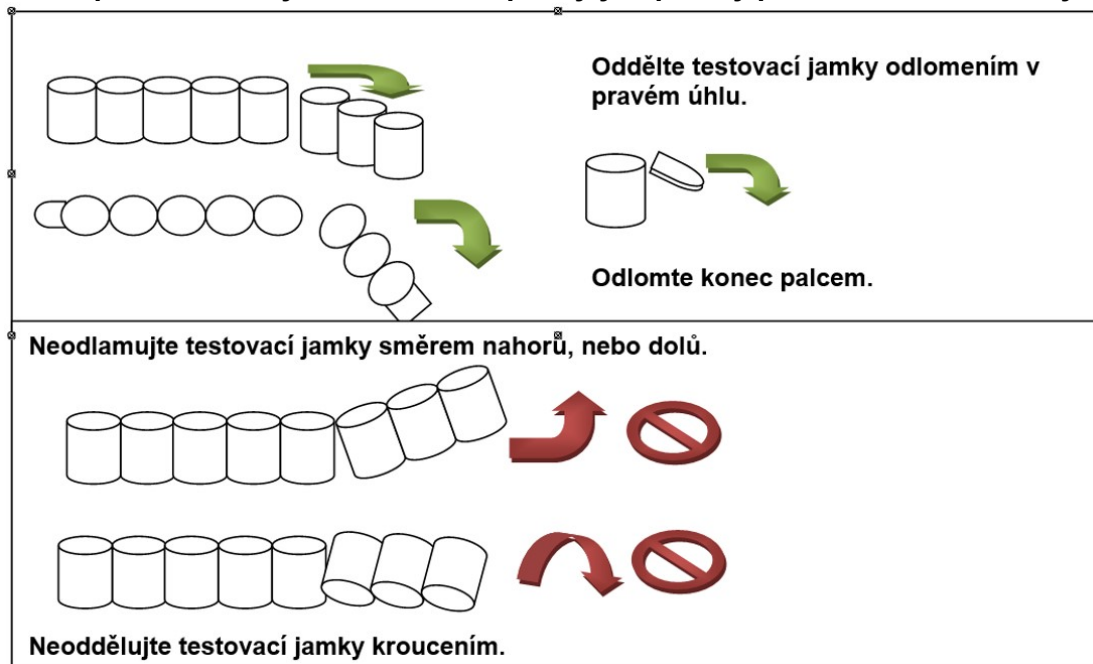 Oddělte testovací jamky odlomením v
pravém úhlu.
Odlomte konec palcem.
Neodlamujte testovací jamky směrem nahorů, nebo dolů.
Neoddělujte testovací jamky kroucením.